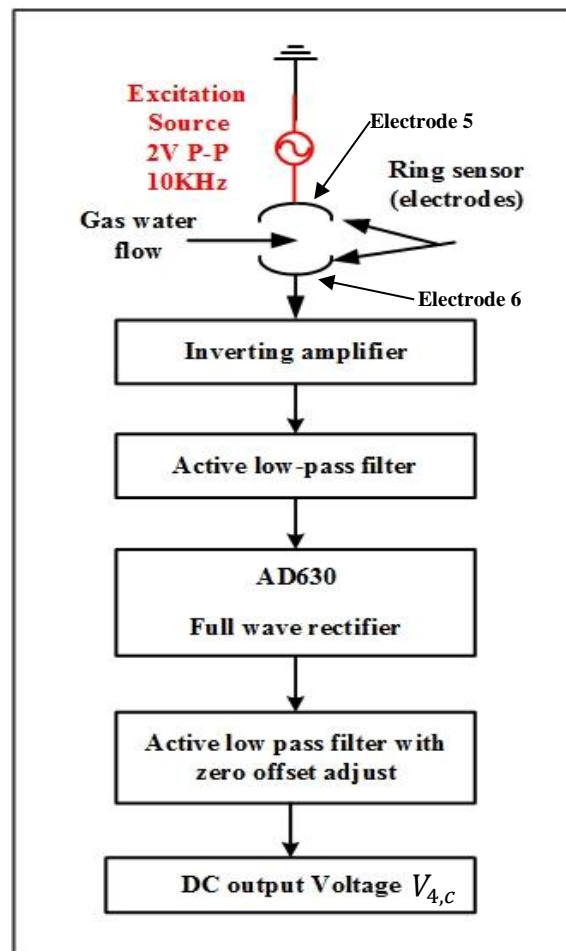 Excitation
Source
2V P-P
10KHz
Electrode 5
Ring sensor
(electrodes)
Gas water
flow
Electrode 6
Inverting amplifier
Active low-pass filter
AD630
Full wave rectifier
Active low pass filter with
zero offset adjust
DC output Voltage V4,c